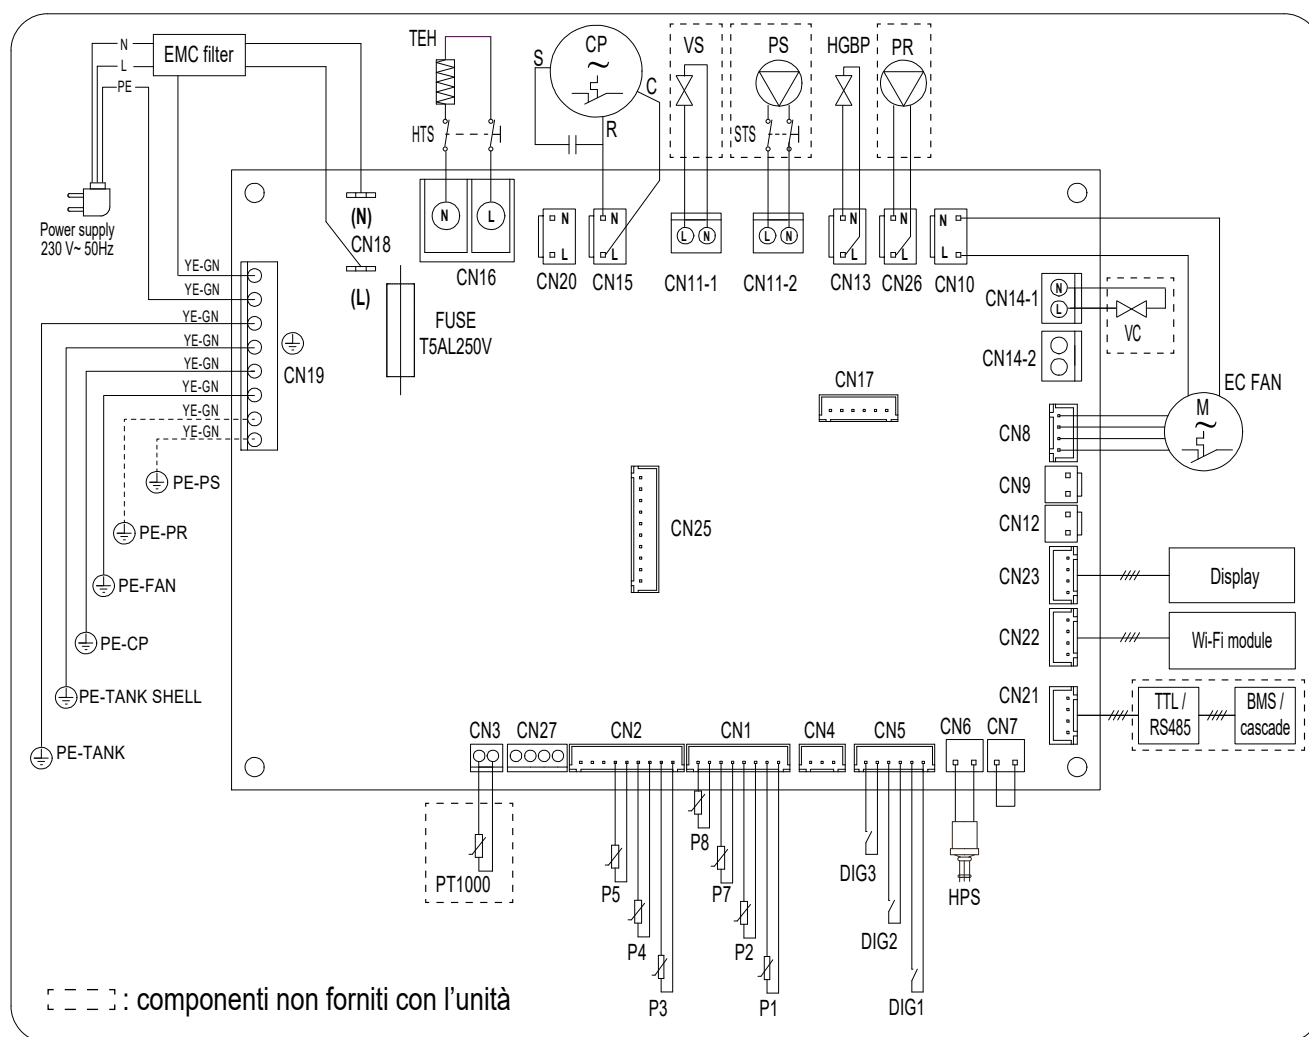 N
L
PE
EMC filter
Power supply
230 V~ 50Hz
TEH
HTS
S
CP
~
C
R
VS
PS
STS
HGBP
PR
(N)
CN18
(L)
N
L
CN16
N
L
CN20
N
L
CN15
L
N
CN11-1
L
N
CN11-2
N
L
CN13
N
L
CN26
N
L
CN10
FUSE
T5AL250V
YE-GN
YE-GN
YE-GN
YE-GN
YE-GN
YE-GN
YE-GN
YE-GN
CN19
PE-PS
PE-PR
PE-FAN
PE-CP
PE-TANK SHELL
PE-TANK
CN14-1
N
L
VC
CN14-2
CN17
EC FAN
M
~
CN8
CN9
CN12
CN25
CN23
Display
CN22
Wi-Fi module
CN21
TTL /
RS485
BMS /
cascade
CN3
CN27
CN2
CN1
CN4
CN5
CN6
CN7
PT1000
P5
P4
P3
P8
P7
P2
P1
DIG3
DIG2
DIG1
HPS
: componenti non forniti con l'unità